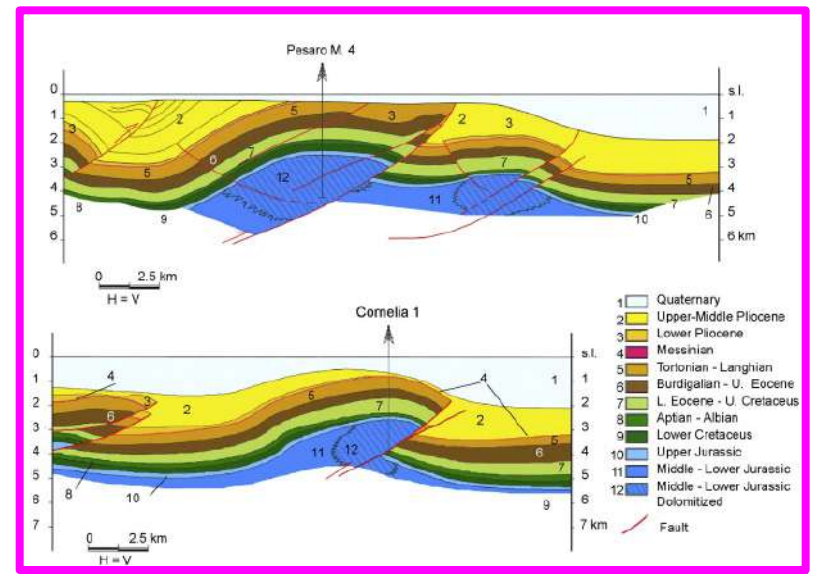 Pesaro M. 4
0 s.l.
1 1
2 2
3 3
4 4
5 5
6 6 km
3 2 5 3 2 3 1
6 7 7
5 12 5
8 9 11 10 7 6
0 2.5 km
H = V
Cornelia 1
0 s.l.
1 1
2 2
3 3
4 4
5 5
6 6
7 7 km
4 4 1
3 2 5 7 2
6 5 6
11 12 7
8 10 9
0 2.5 km
H = V
1 Quaternary
2 Upper-Middle Pliocene
3 Lower Pliocene
4 Messinian
5 Tortonian - Langhian
6 Burdigalian - U. Eocene
7 L. Eocene - U. Cretaceus
8 Aptian - Albian
9 Lower Cretaceus
10 Upper Jurassic
11 Middle - Lower Jurassic
12 Middle - Lower Jurassic
Dolomitized
Fault